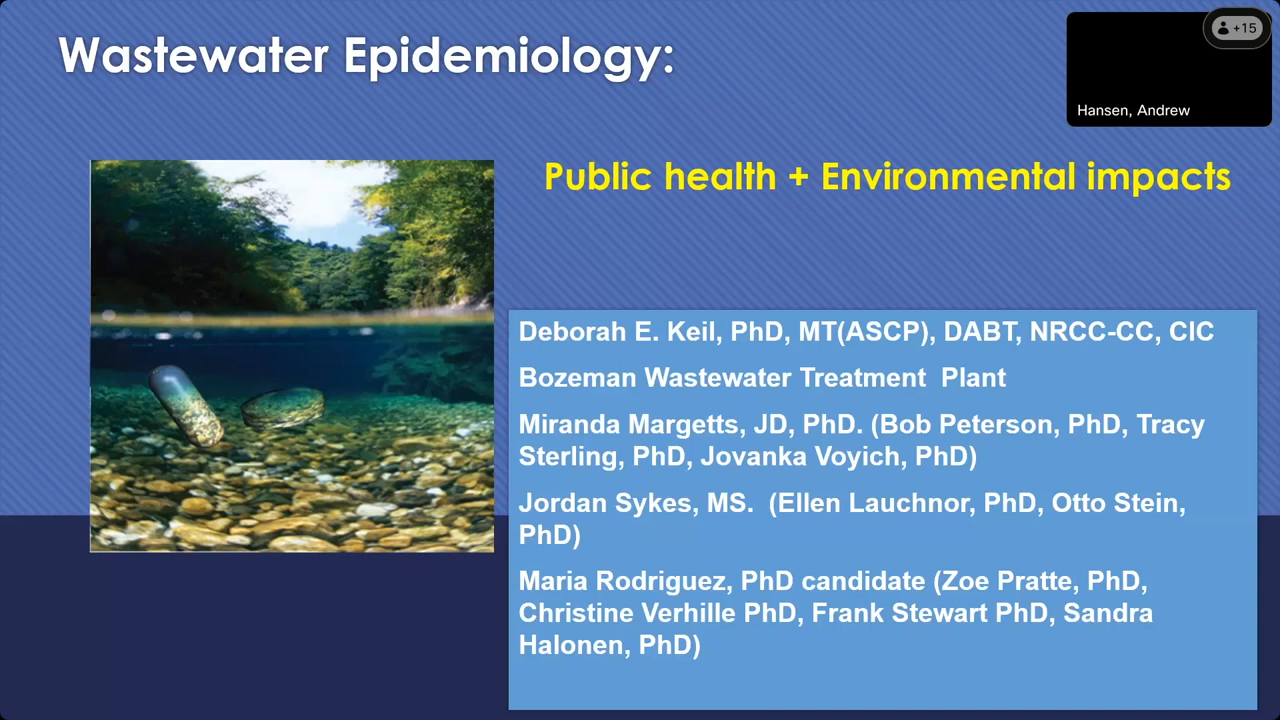 Wastewater Epidemiology:
+15
Hansen, Andrew
Public health + Environmental impacts
Deborah E. Keil, PhD, MT(ASCP), DABT, NRCC-CC, CIC
Bozeman Wastewater Treatment  Plant
Miranda Margetts, JD, PhD. (Bob Peterson, PhD, Tracy
Sterling, PhD, Jovanka Voyich, PhD)
Jordan Sykes, MS.  (Ellen Lauchnor, PhD, Otto Stein,
PhD)
Maria Rodriguez, PhD candidate (Zoe Pratte, PhD,
Christine Verhille PhD, Frank Stewart PhD, Sandra
Halonen, PhD)